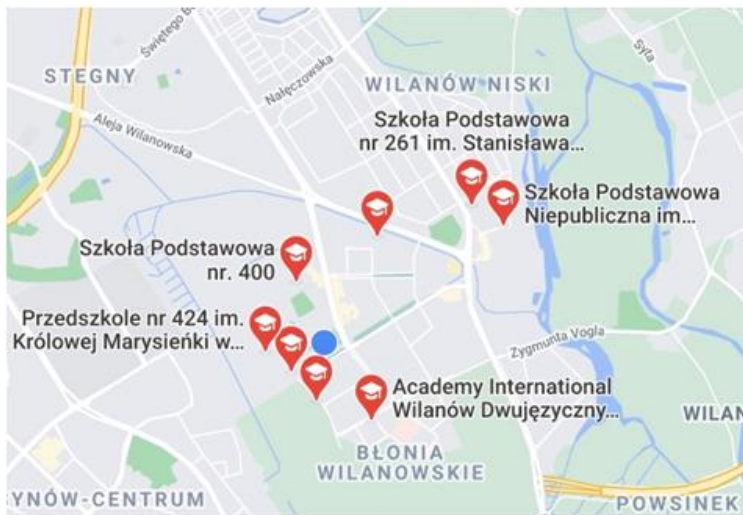 Świętego B
STEGNY
Nałęczowska
WILANÓW NISKI
Syta
Aleja Wilanowska
Szkoła Podstawowa
nr 261 im. Stanisława...
Szkoła Podstawowa
Niepubliczna im...
Szkoła Podstawowa
nr. 400
Przedszkole nr 424 im.
Królowej Marysieńki w...
Zygmunta Vogla
Academy International
Wilanów Dwujęzyczny...
WILAN
BŁONIA
WILANOWSKIE
YNÓW-CENTRUM
POWSINEK